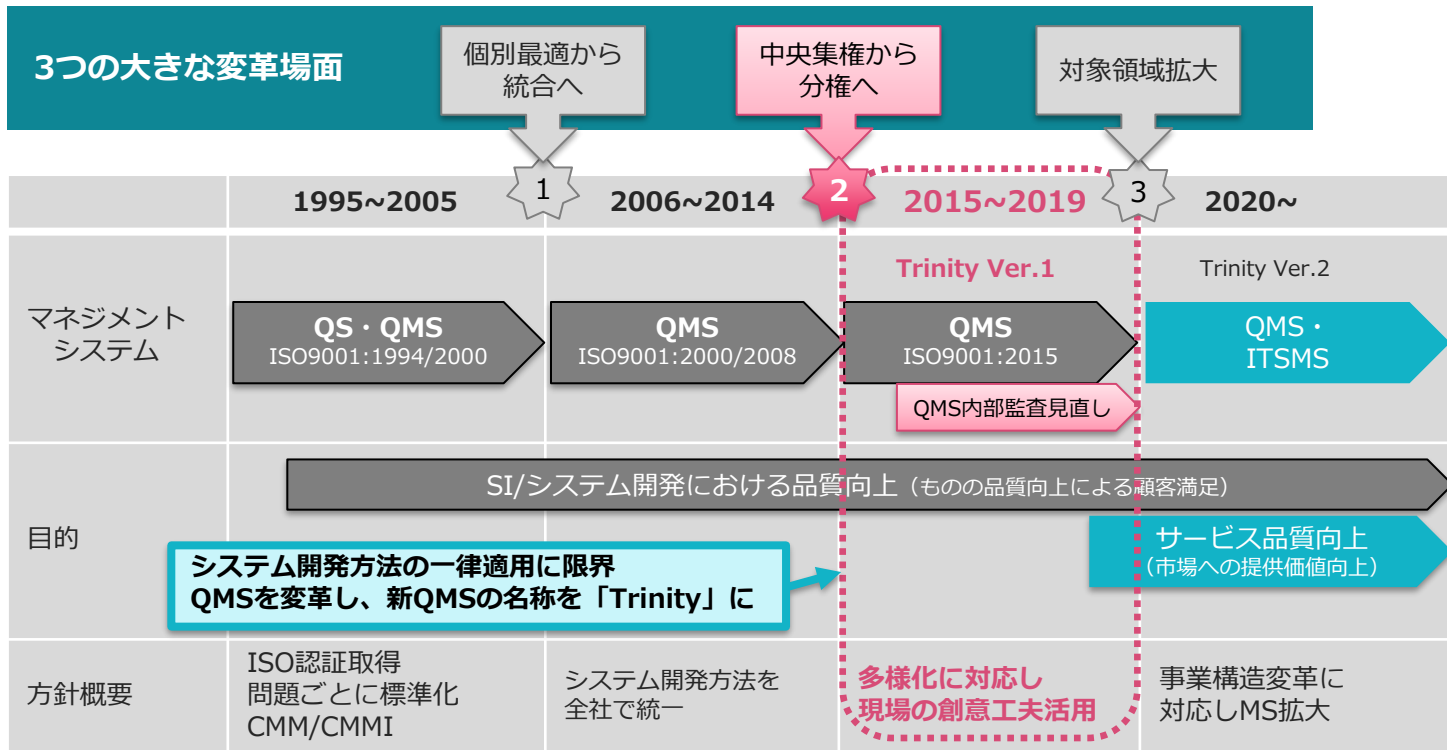 3つの大きな変革場面
個別最適から
統合へ
中央集権から
分権へ
対象領域拡大
1995~2005
1
2006~2014
2
2015~2019
3
2020~
マネジメント
システム
QS・QMS
ISO9001:1994/2000
QMS
ISO9001:2000/2008
Trinity Ver.1
QMS
ISO9001:2015
QMS内部監査見直し
Trinity Ver.2
QMS・
ITSMS
目的
SI/システム開発における品質向上（ものの品質向上による顧客満足）
サービス品質向上
（市場への提供価値向上）
システム開発方法の一律適用に限界
QMSを変革し、新QMSの名称を「Trinity」に
方針概要
ISO認証取得
問題ごとに標準化
CMM/CMMI
システム開発方法を
全社で統一
多様化に対応し
現場の創意工夫活用
事業構造変革に
対応しMS拡大